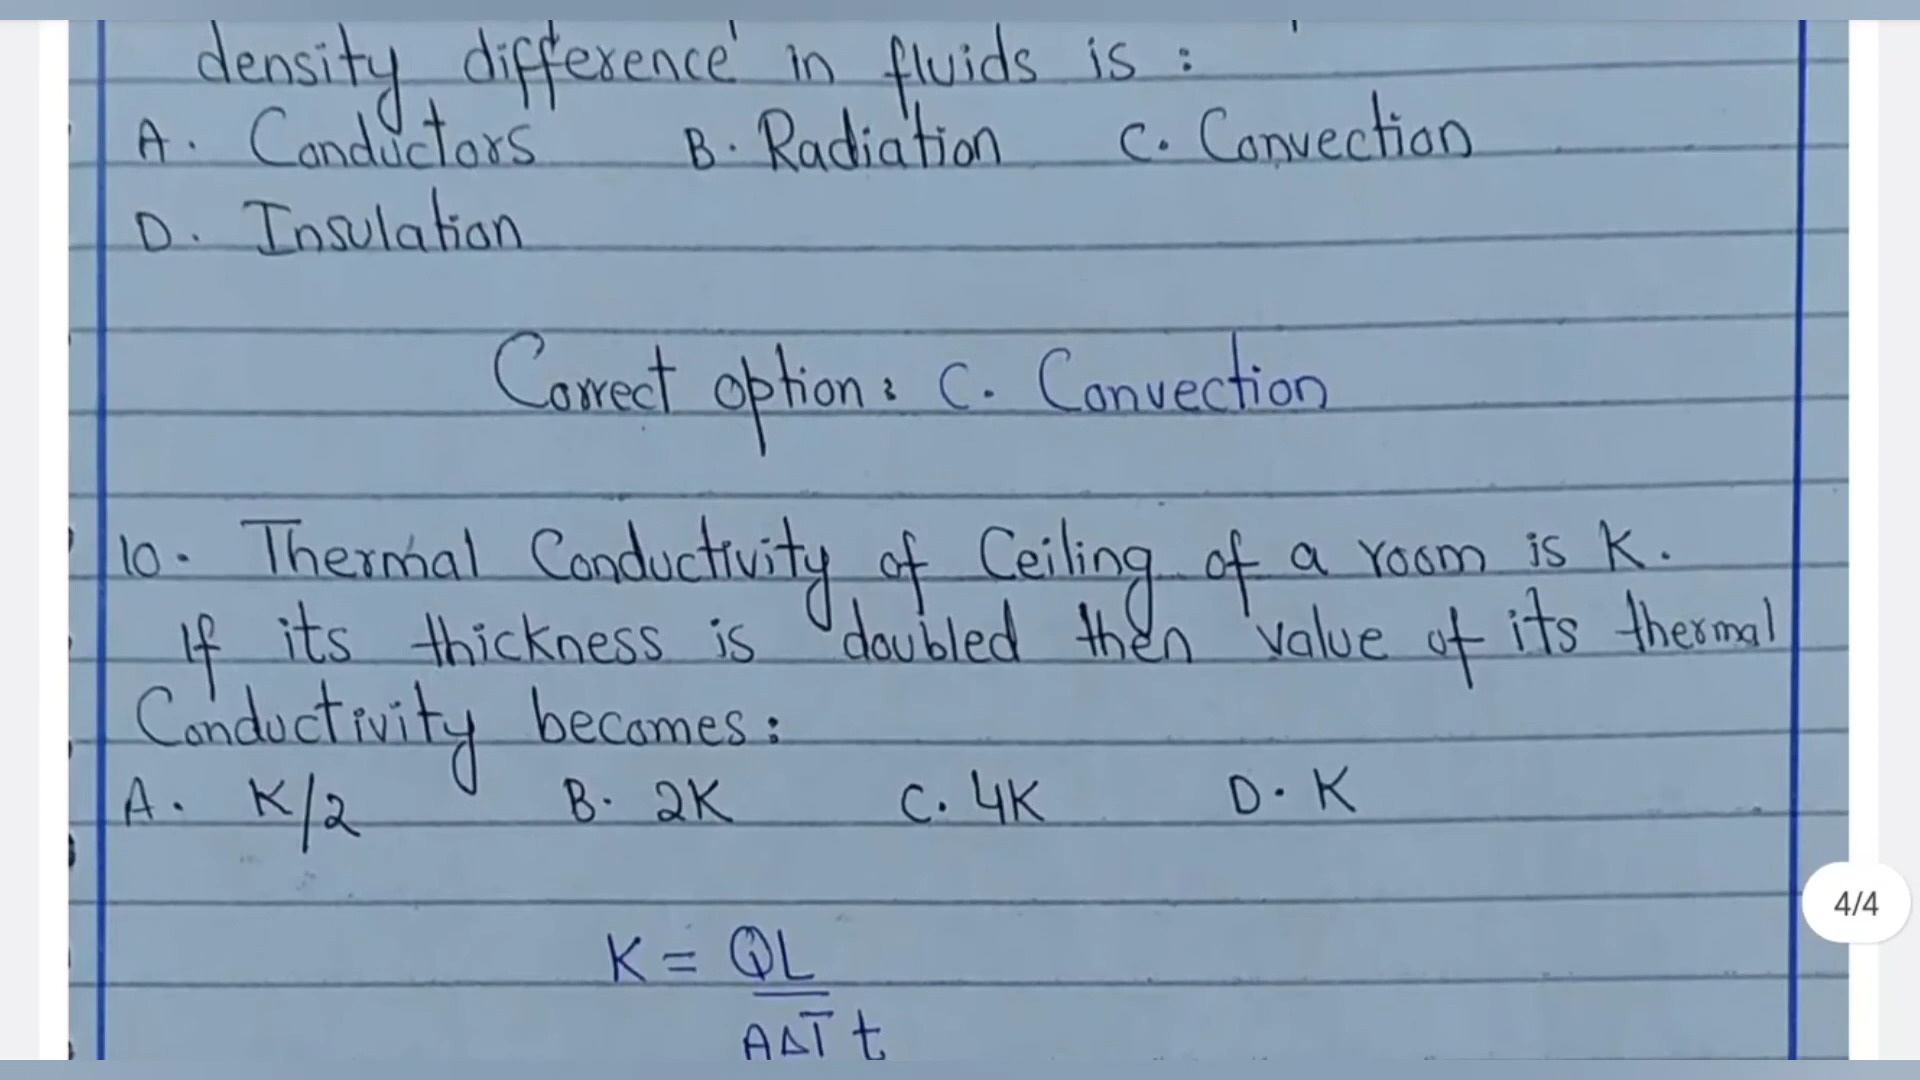 density difference in fluids is :
A. Conductors B. Radiation C. Convection
D. Insulation
Correct option : C. Convection
10. Thermal Conductivity of Ceiling of a room is K.
If its thickness is doubled then value of its thermal
Conductivity becomes :
A. K/2 B. 2K C. 4K D. K
K = QL
AΔT t
4/4